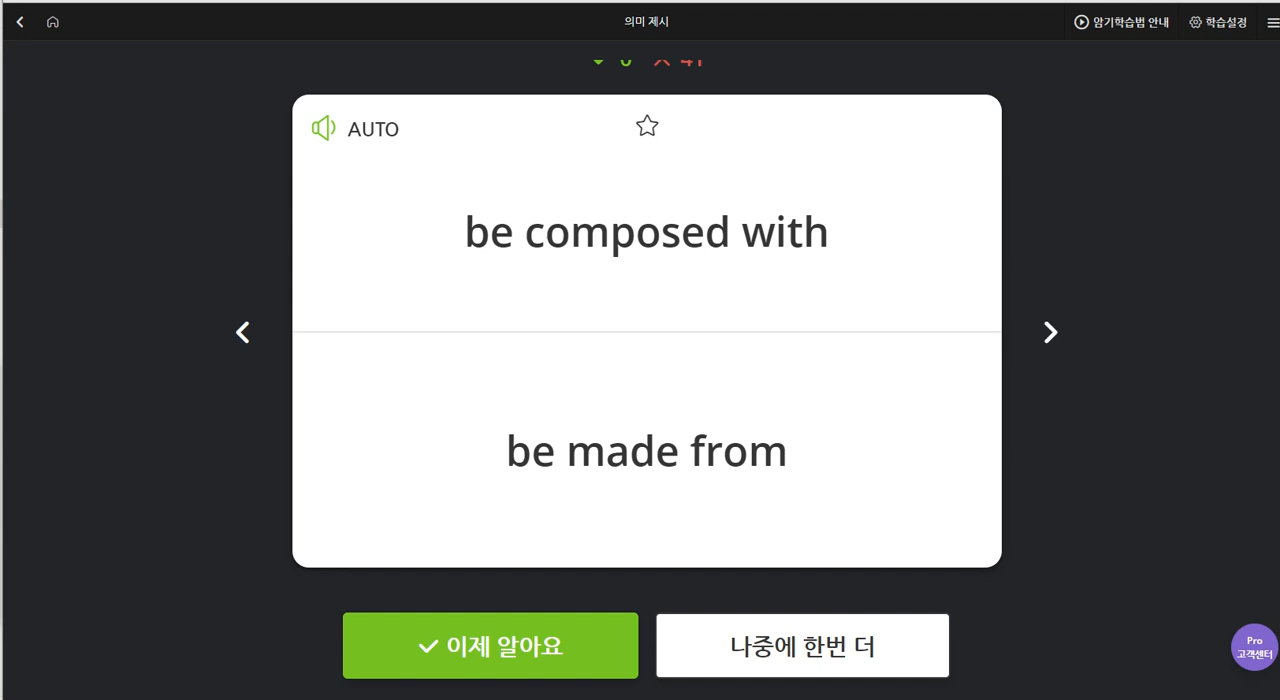 의미 제시
암기학습법 안내
학습설정
AUTO
be composed with
be made from
이제 알아요
나중에 한번 더
Pro
고객센터